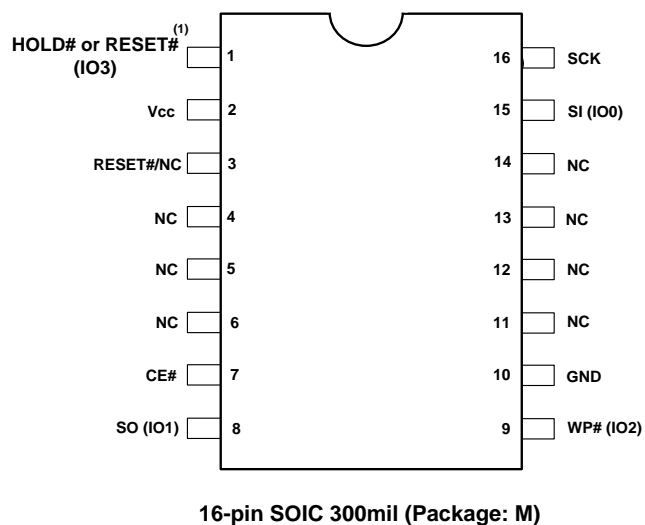 HOLD# or RESET# (1)
(IO3)
1
16
SCK
Vcc
2
15
SI (IO0)
RESET#/NC
3
14
NC
NC
4
13
NC
NC
5
12
NC
NC
6
11
NC
CE#
7
10
GND
SO (IO1)
8
9
WP# (IO2)
16-pin SOIC 300mil (Package: M)